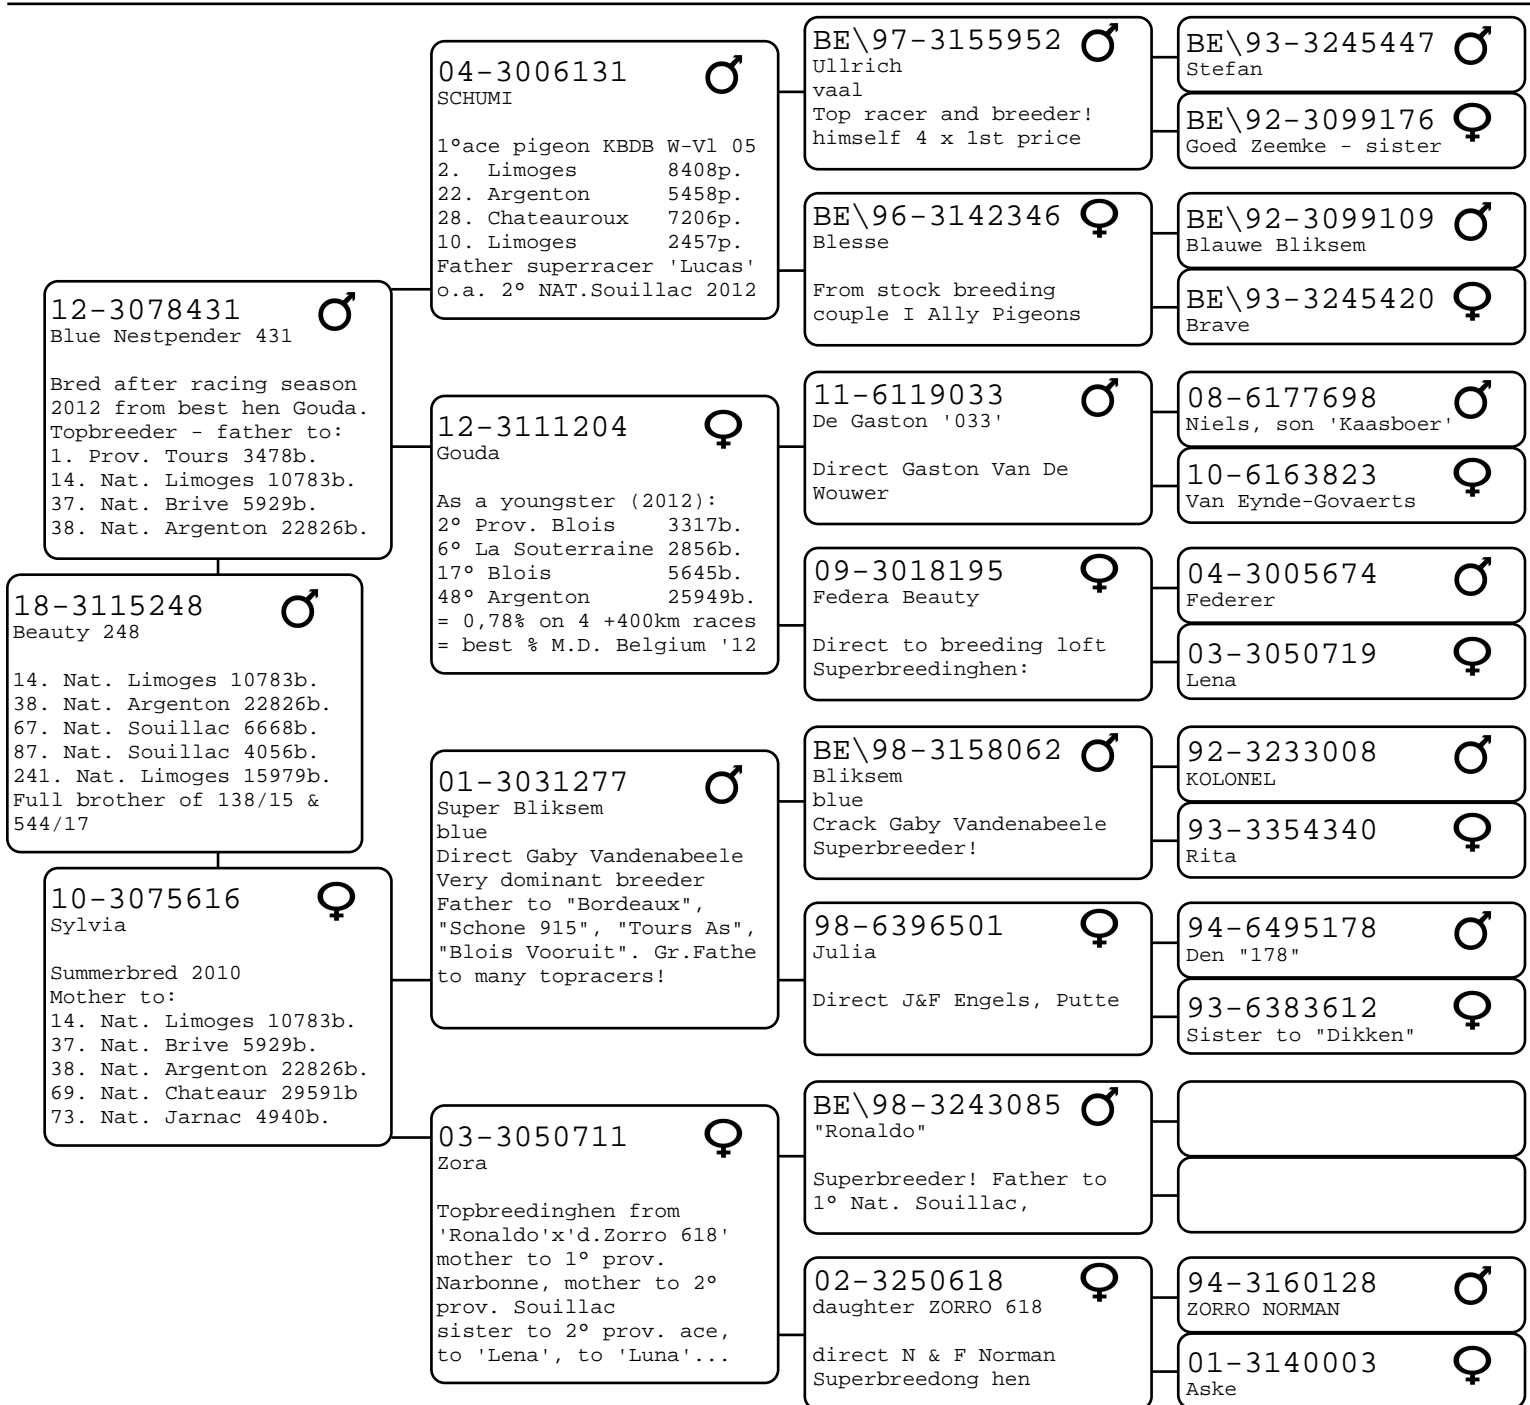 18-3115248
Beauty 248
14. Nat. Limoges 10783b.
38. Nat. Argenton 22826b.
67. Nat. Souillac 6668b.
87. Nat. Souillac 4056b.
241. Nat. Limoges 15979b.
Full brother of 138/15 &
544/17
12-3078431
Blue Nestpender 431
Bred after racing season
2012 from best hen Gouda.
Topbreeder - father to:
1. Prov. Tours 3478b.
14. Nat. Limoges 10783b.
37. Nat. Brive 5929b.
38. Nat. Argenton 22826b.
10-3075616
Sylvia
Summerbred 2010
Mother to:
14. Nat. Limoges 10783b.
37. Nat. Brive 5929b.
38. Nat. Argenton 22826b.
69. Nat. Chateaur 29591b
73. Nat. Jarnac 4940b.
04-3006131
SCHUMI
1°ace pigeon KBDB W-Vl 05
2. Limoges 8408p.
22. Argenton 5458p.
28. Chateauroux 7206p.
10. Limoges 2457p.
Father superracer 'Lucas'
o.a. 2° NAT.Souillac 2012
12-3111204
Gouda
As a youngster (2012):
2° Prov. Blois 3317b.
6° La Souterraine 2856b.
17° Blois 5645b.
48° Argenton 25949b.
= 0,78% on 4 +400km races
= best % M.D. Belgium '12
01-3031277
Super Bliksem
blue
Direct Gaby Vandenabeele
Very dominant breeder
Father to "Bordeaux",
"Schone 915", "Tours As",
"Blois Vooruit". Gr.Fathe
to many topracers!
03-3050711
Zora
Topbreedinghen from
'Ronaldo'x'd.Zorro 618'
mother to 1° prov.
Narbonne, mother to 2°
prov. Souillac
sister to 2° prov. ace,
to 'Lena', to 'Luna'...
BE\97-3155952
Ullrich
vaal
Top racer and breeder!
himself 4 x 1st price
BE\96-3142346
Blesse
From stock breeding
couple I Ally Pigeons
11-6119033
De Gaston '033'
Direct Gaston Van De
Wouwer
09-3018195
Federa Beauty
Direct to breeding loft
Superbreedinghen:
BE\98-3158062
Bliksem
blue
Crack Gaby Vandenabeele
Superbreeder!
98-6396501
Julia
Direct J&F Engels, Putte
BE\98-3243085
"Ronaldo"
Superbreeder! Father to
1° Nat. Souillac,
02-3250618
daughter ZORRO 618
direct N & F Norman
Superbreedong hen
BE\93-3245447
Stefan
BE\92-3099176
Goed Zeemke - sister
BE\92-3099109
Blauwe Bliksem
BE\93-3245420
Brave
08-6177698
Niels, son 'Kaasboer'
10-6163823
Van Eynde-Govaerts
04-3005674
Federer
03-3050719
Lena
92-3233008
KOLONEL
93-3354340
Rita
94-6495178
Den "178"
93-6383612
Sister to "Dikken"
94-3160128
ZORRO NORMAN
01-3140003
Aske